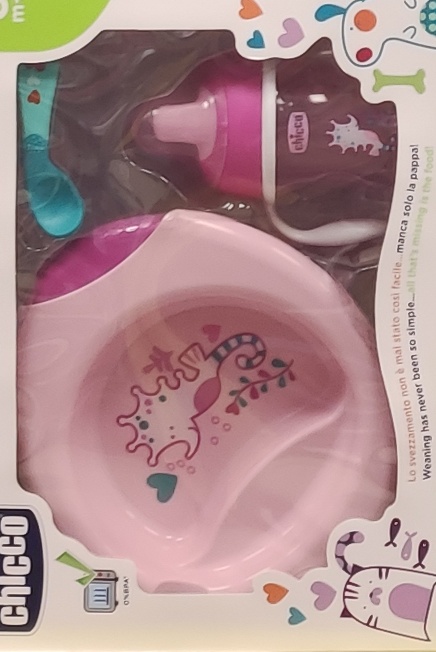 m+
chicco
Lo svezzamento non è mai stato così facile...manca solo la pappa!
Weaning has never been so simple...all that's missing is the food!
chicco
0%BPA